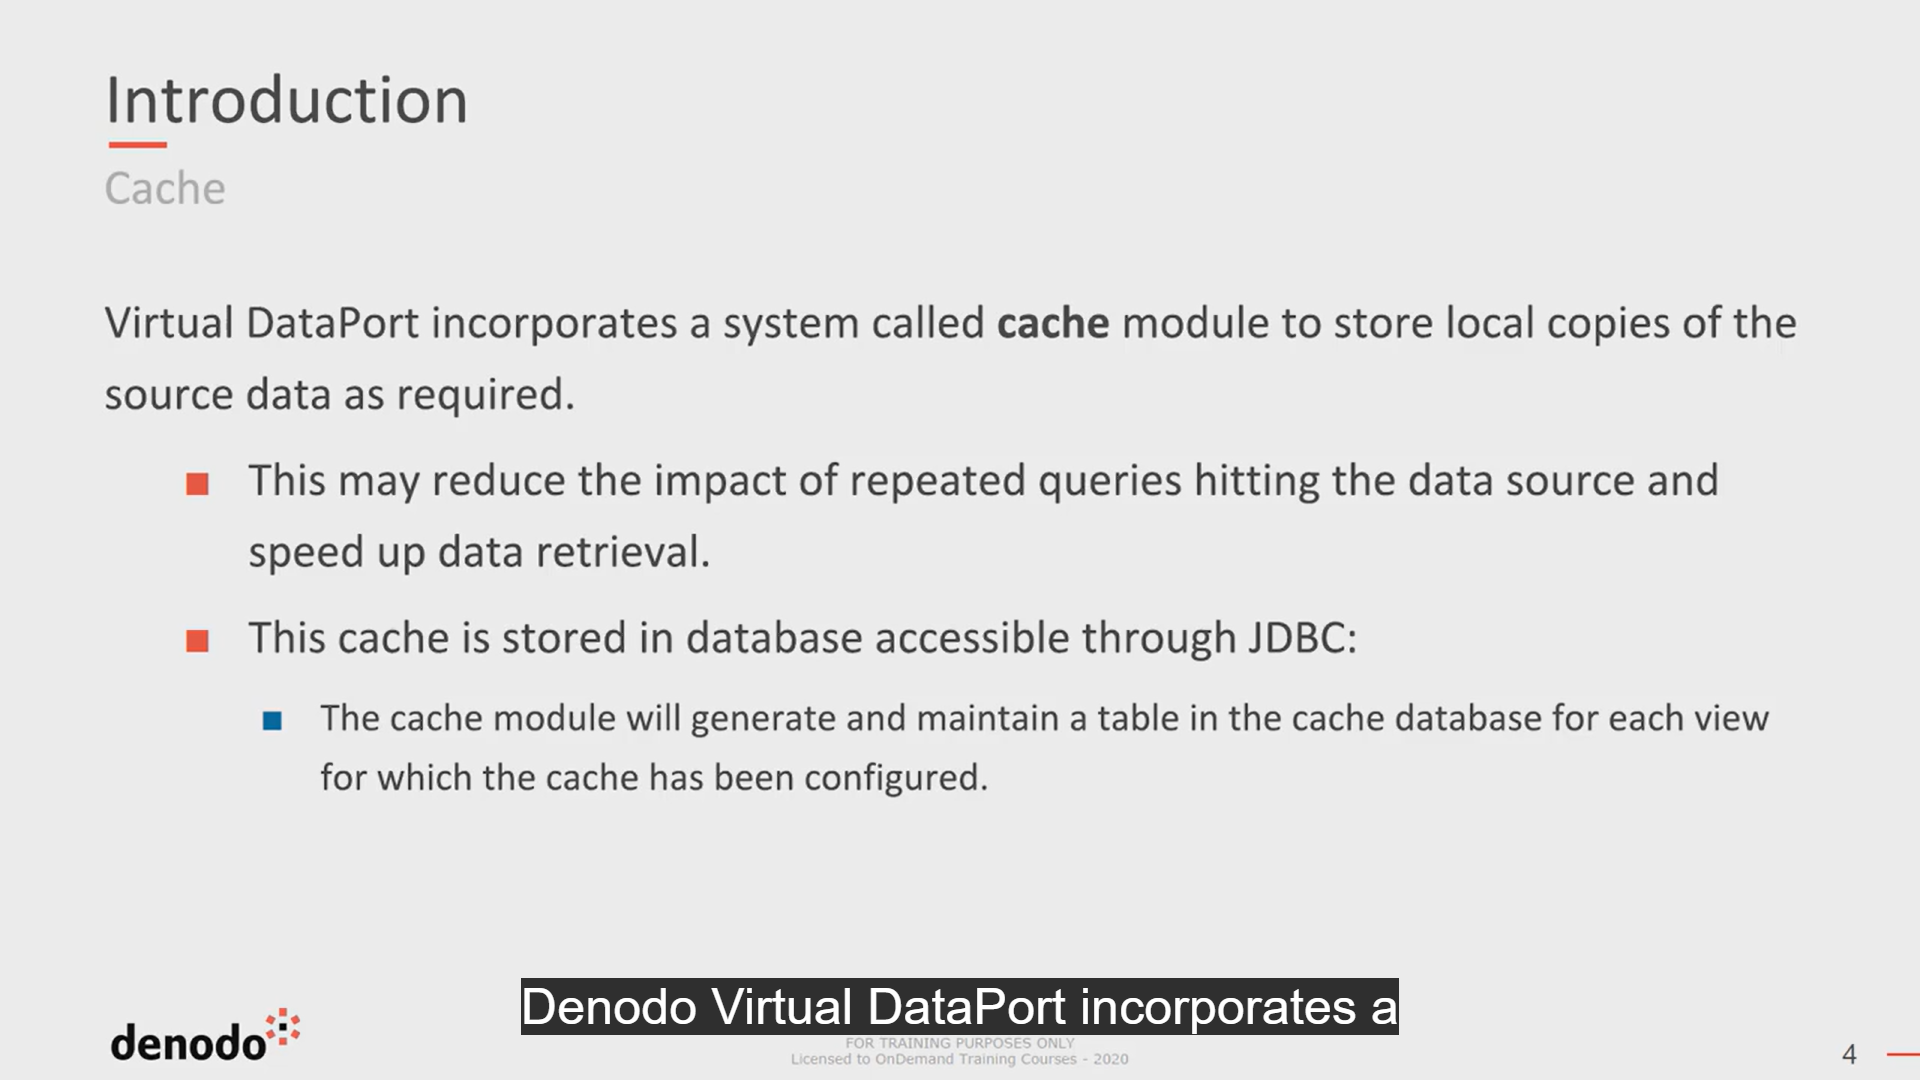 Introduction
Cache
Virtual DataPort incorporates a system called cache module to store local copies of the
source data as required.
This may reduce the impact of repeated queries hitting the data source and
speed up data retrieval.
This cache is stored in database accessible through JDBC:
The cache module will generate and maintain a table in the cache database for each view
for which the cache has been configured.
Denodo Virtual DataPort incorporates a
denodo
FOR TRAINING PURPOSES ONLY
Licensed to OnDemand Training Courses - 2020
4